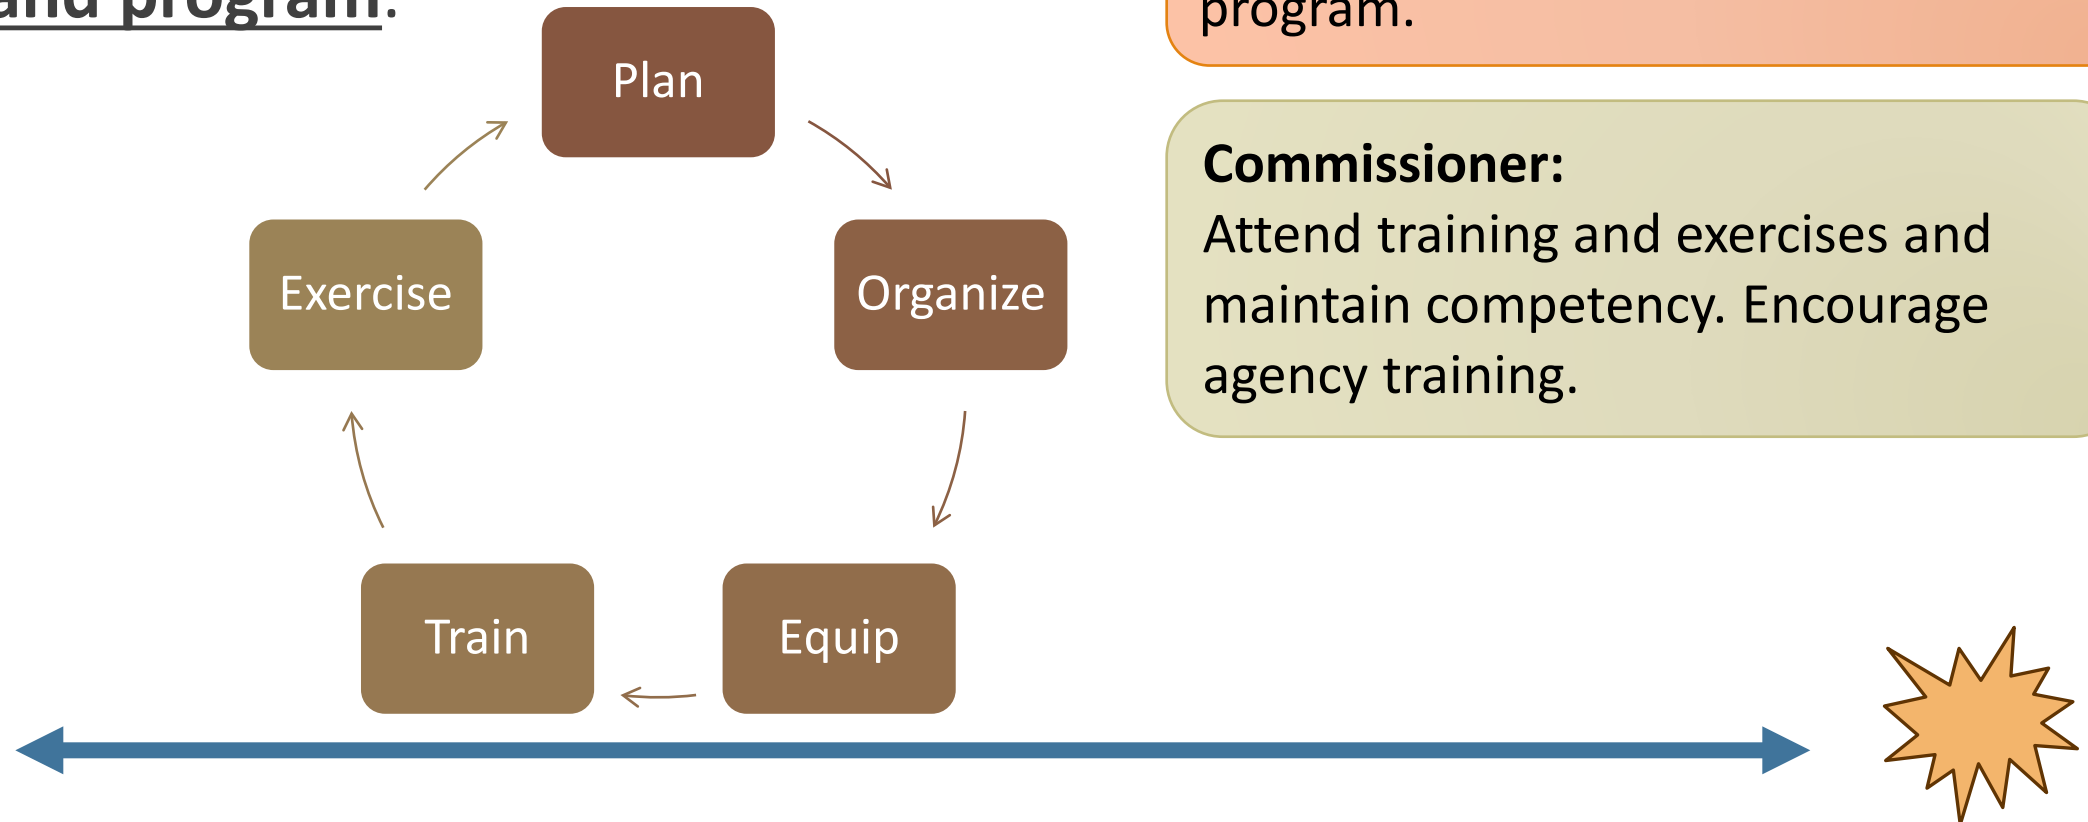 and program.
Plan
Organize
Equip
Train
Exercise
program.
Commissioner:
Attend training and exercises and
maintain competency. Encourage
agency training.